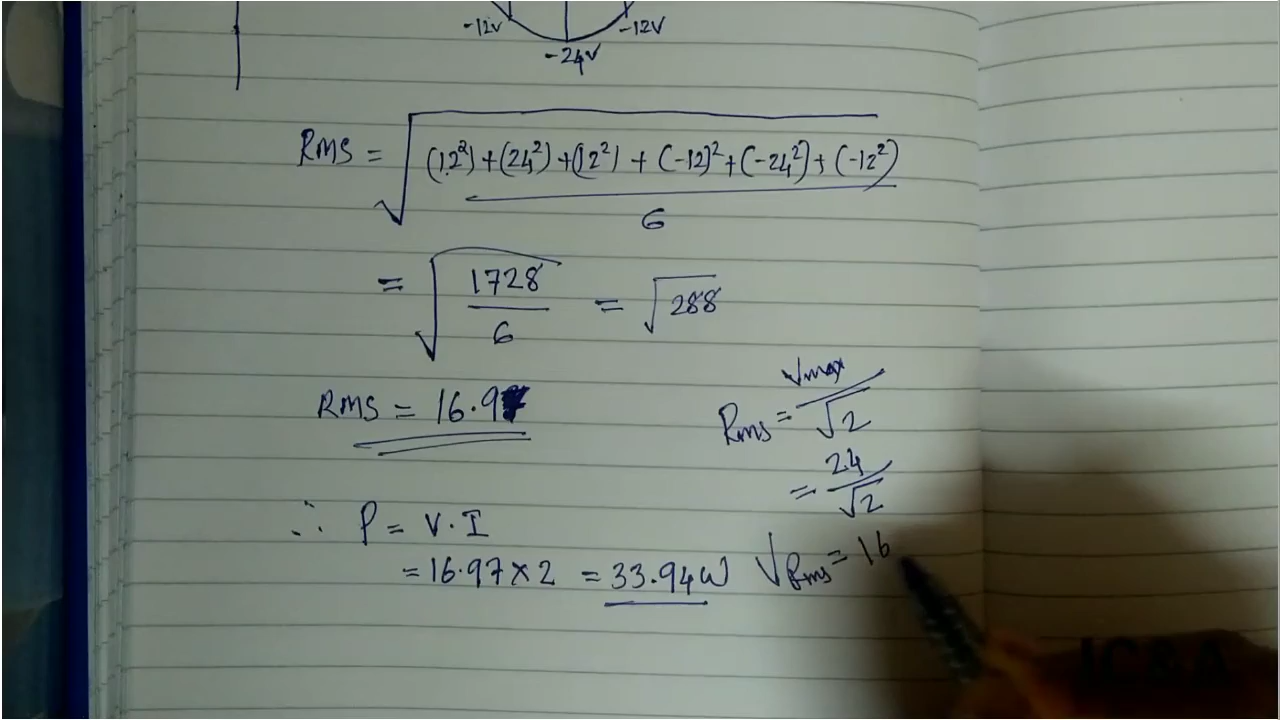 -12V -12V
-24V
RMS = √(12²)+(24²)+(12²)+(-12)²+(-24²)+(-12²)
6
= √1728/6 = √288
RMS = 16.97
Rms = Vmax/√2
= 24/√2
∴ P = V·I
= 16.97×2 = 33.94W
VRms = 16
IC&A